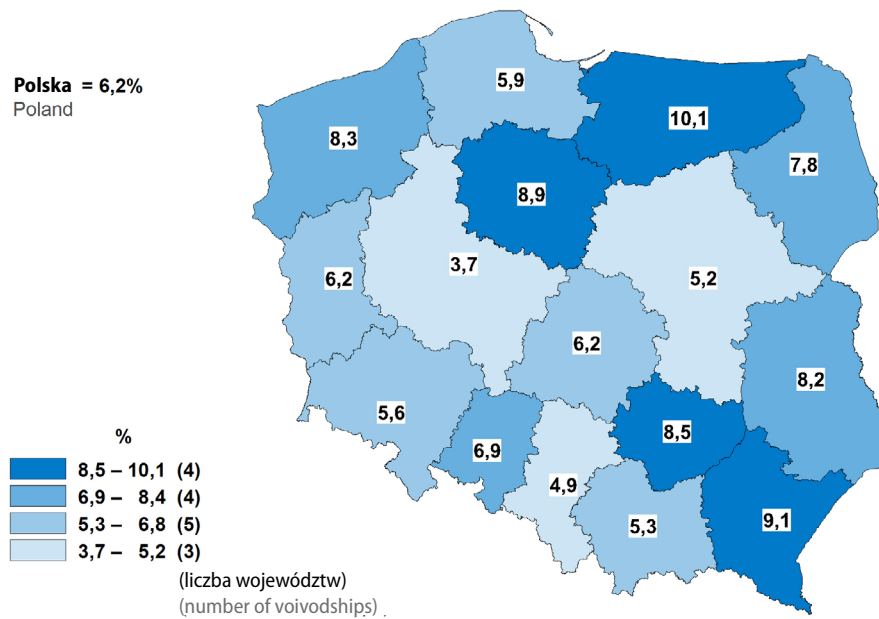 Polska = 6,2%
Poland
5,9
10,1
8,3
7,8
8,9
3,7
5,2
6,2
6,2
8,2
5,6
8,5
6,9
4,9
5,3
9,1
%
8,5 – 10,1 (4)
6,9 – 8,4 (4)
5,3 – 6,8 (5)
3,7 – 5,2 (3)
(liczba województw)
(number of voivodships)